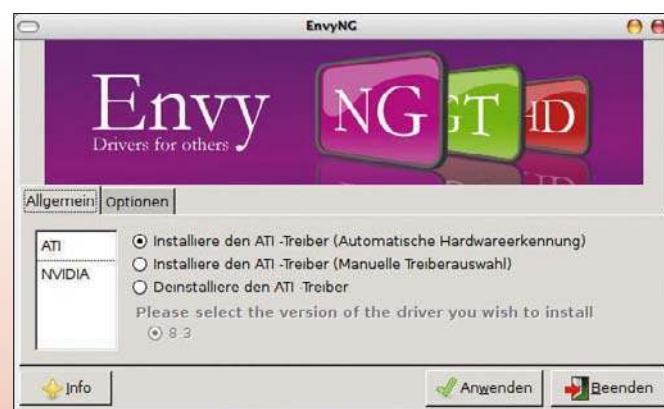 EnvyNG
Envy
Drivers for others
NG
GT
HD
Allgemein
Optionen
ATI
NVIDIA
Installiere den ATI-Treiber (Automatische Hardwareerkennung)
Installiere den ATI-Treiber (Manuelle Treiberauswahl)
Deinstalliere den ATI Treiber
Please select the version of the driver you wish to install
8-3
Info
Anwenden
Beenden